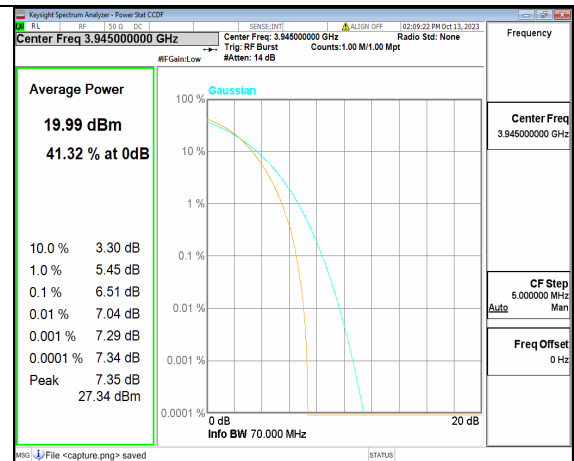 Keysight Spectrum Analyzer - Power Stat CCDF
RL RF 50 Ω DC SENSE:INT ALIGN OFF 02:09:22 PM Oct 13, 2023
Center Freq 3.945000000 GHz
Center Freq: 3.945000000 GHz Radio Std: None
Trig: RF Burst Counts:1.00 M/1.00 Mpt
#IFGain:Low #Atten: 14 dB
Frequency
Average Power
19.99 dBm
41.32 % at 0dB
10.0 % 3.30 dB
1.0 % 5.45 dB
0.1 % 6.51 dB
0.01 % 7.04 dB
0.001 % 7.29 dB
0.0001 % 7.34 dB
Peak 7.35 dB
27.34 dBm
Gaussian
100 %
10 %
1 %
0.1 %
0.01 %
0.001 %
0.0001 %
0 dB 20 dB
Info BW 70.000 MHz
Center Freq
3.945000000 GHz
CF Step
5.000000 MHz
Auto Man
Freq Offset
0 Hz
MSG File <capture.png> saved STATUS